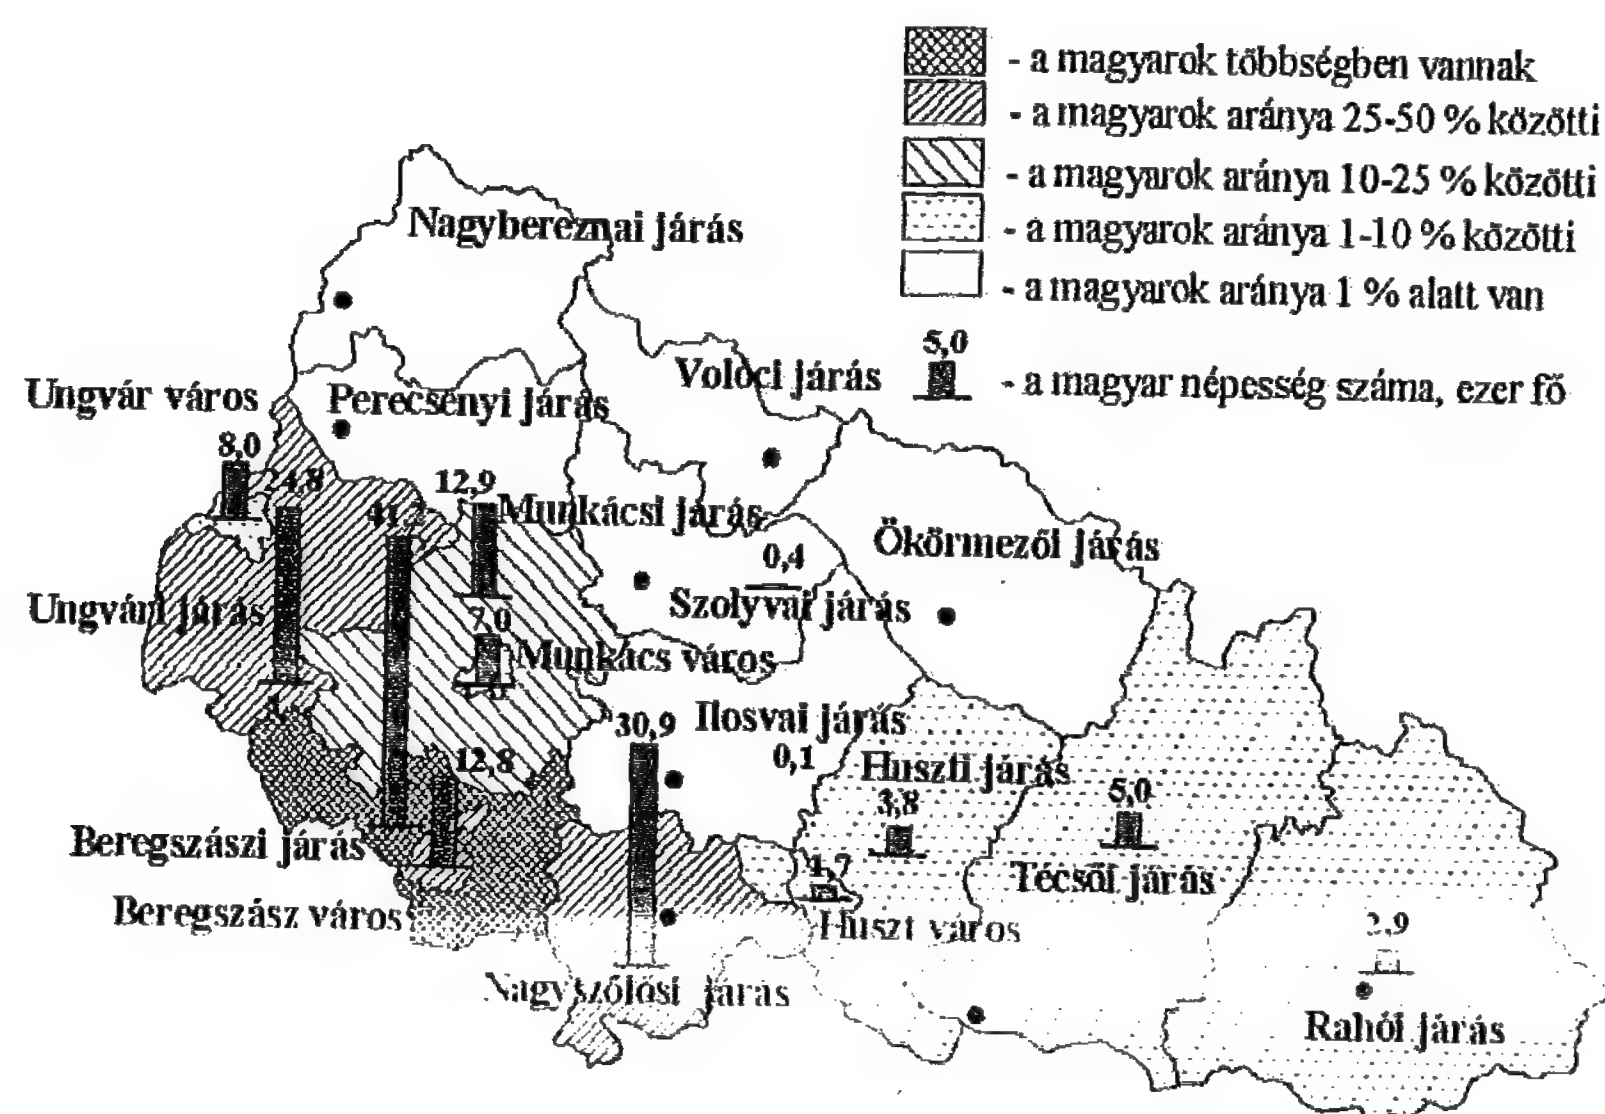 - a magyarok többségben vannak
- a magyarok aránya 25-50 % közötti
- a magyarok aránya 10-25 % közötti
- a magyarok aránya 1-10 % közötti
- a magyarok aránya 1 % alatt van
5,0
- a magyar népesség száma, ezer fő
Nagybereznai járás
Volóci járás
Ungvár város
Perecsényi járás
8,0
24,8
12,9
41,2
Munkácsi járás
Ökörmezői járás
0,4
Szolyvai járás
Ungvári járás
7,0
Munkács város
Ilosvai járás
30,9
0,1
12,8
Huszti járás
3,8
5,0
Beregszászi járás
1,7
Técsői járás
Beregszász város
Huszt város
Nagyszőlősi járás
Rahói járás